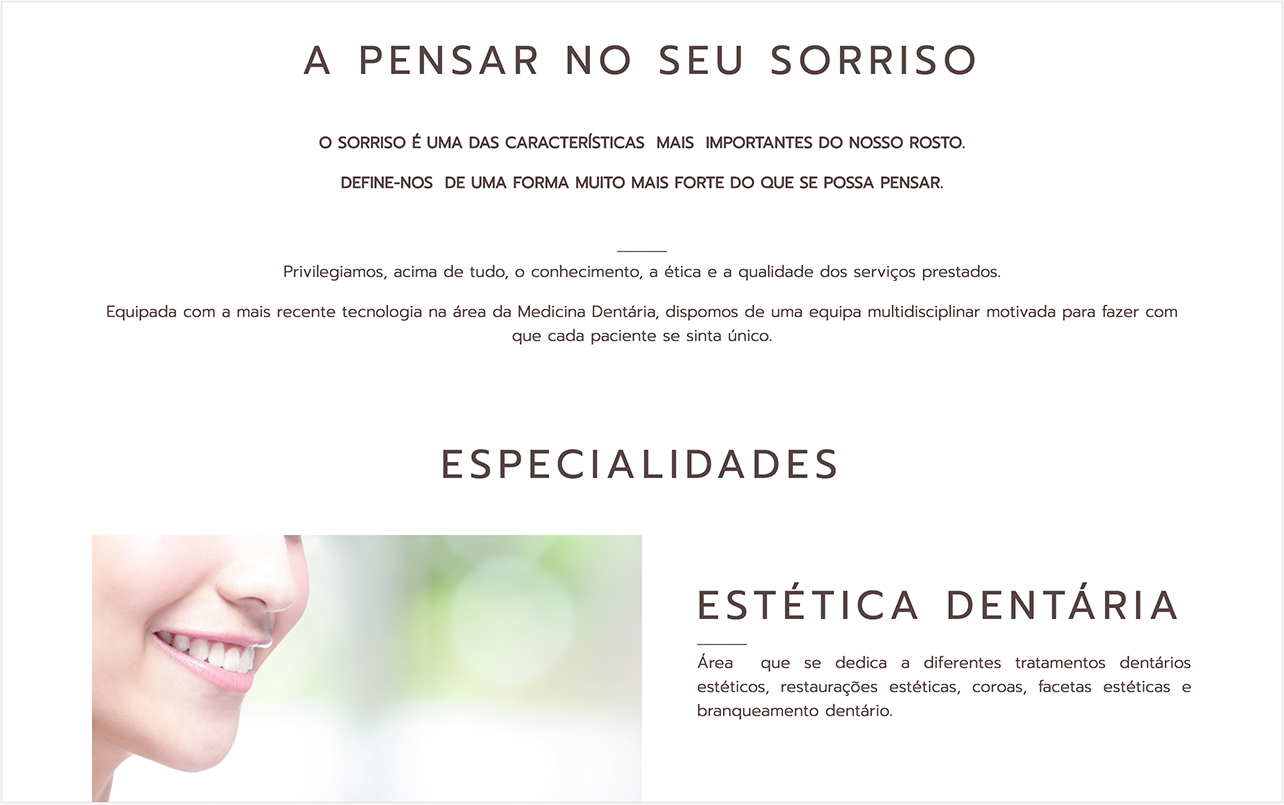 A PENSAR NO SEU SORRISO
O SORRISO É UMA DAS CARACTERÍSTICAS  MAIS  IMPORTANTES DO NOSSO ROSTO.
DEFINE-NOS  DE UMA FORMA MUITO MAIS FORTE DO QUE SE POSSA PENSAR.
Privilegiamos, acima de tudo, o conhecimento, a ética e a qualidade dos serviços prestados.
Equipada com a mais recente tecnologia na área da Medicina Dentária, dispomos de uma equipa multidisciplinar motivada para fazer com
que cada paciente se sinta único.
ESPECIALIDADES
ESTÉTICA DENTÁRIA
Área  que se dedica a diferentes tratamentos dentários
estéticos, restaurações estéticas, coroas, facetas estéticas e
branqueamento dentário.